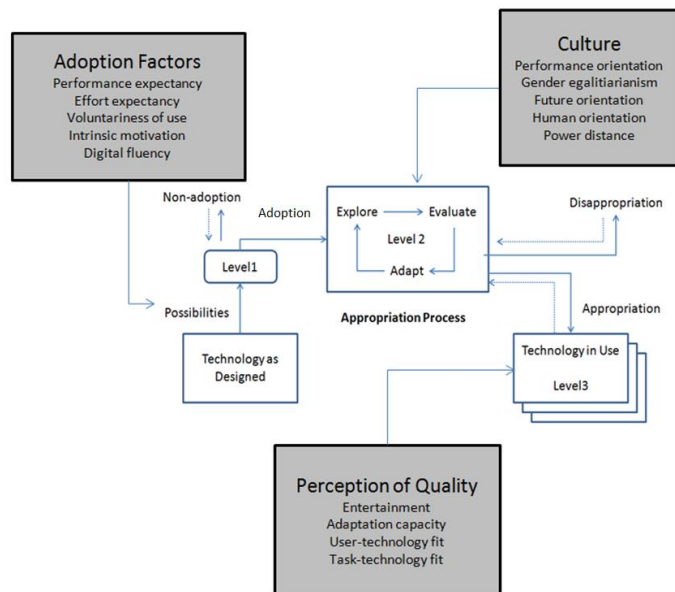 Adoption Factors
Performance expectancy
Effort expectancy
Voluntariness of use
Intrinsic motivation
Digital fluency
Culture
Performance orientation
Gender egalitiarianism
Future orientation
Human orientation
Power distance
Non-adoption
Adoption
Level1
Possibilities
Technology as
Designed
Explore
Evaluate
Level 2
Adapt
Appropriation Process
Disappropriation
Appropriation
Technology in Use
Level3
Perception of Quality
Entertainment
Adaptation capacity
User-technology fit
Task-technology fit